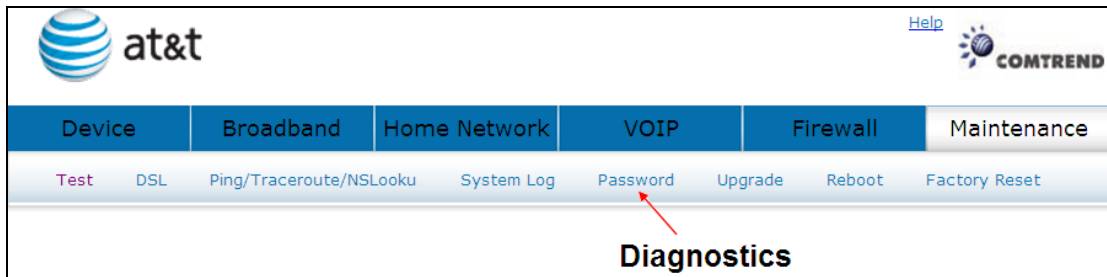 at&t
Help
COMTREND
Device Broadband Home Network VOIP Firewall Maintenance
Test DSL Ping/Traceroute/NSLooku System Log Password Upgrade Reboot Factory Reset
Diagnostics